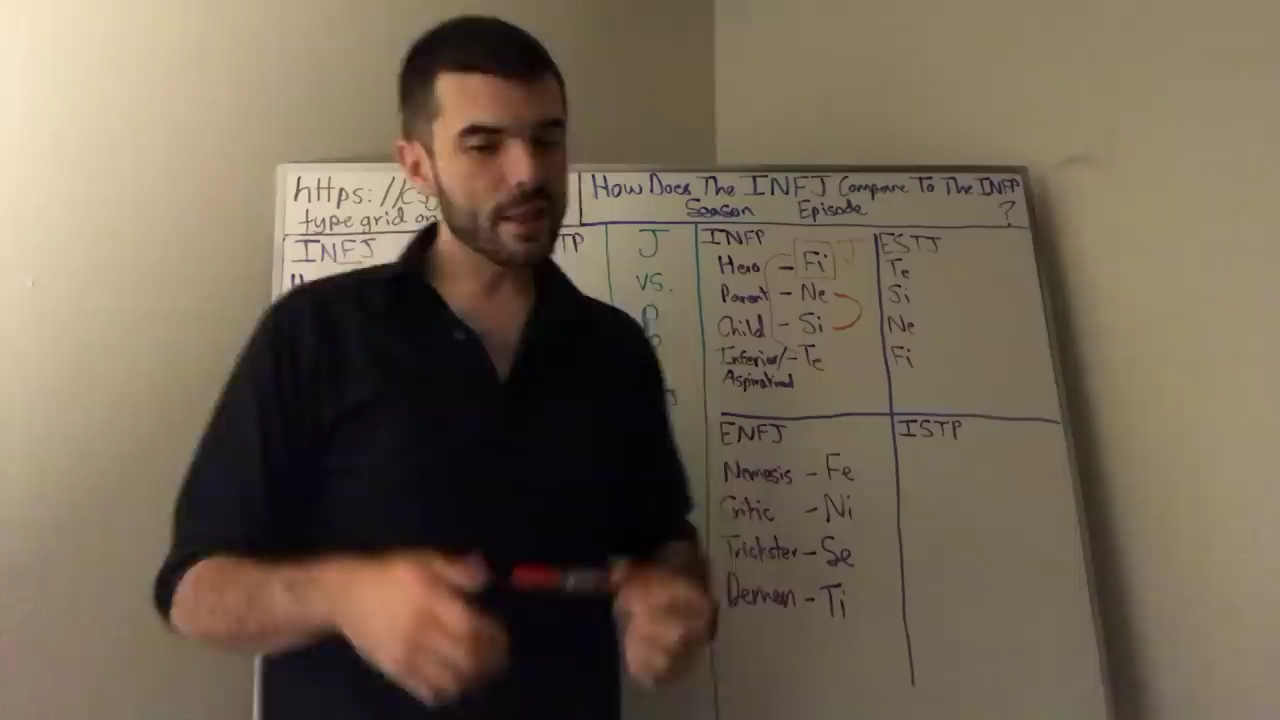 https://c
type grid on
How Does The INFJ Compare To The INFP
Season Episode ?
INFJ
TP
J
vs.
P
INFP
Hero - Fi J
Parent - Ne
Child - Si
Inferior/- Te
Aspirational
ESTJ
Te
Si
Ne
Fi
ENFJ
Nemesis - Fe
Critic - Ni
Trickster - Se
Demon - Ti
ISTP